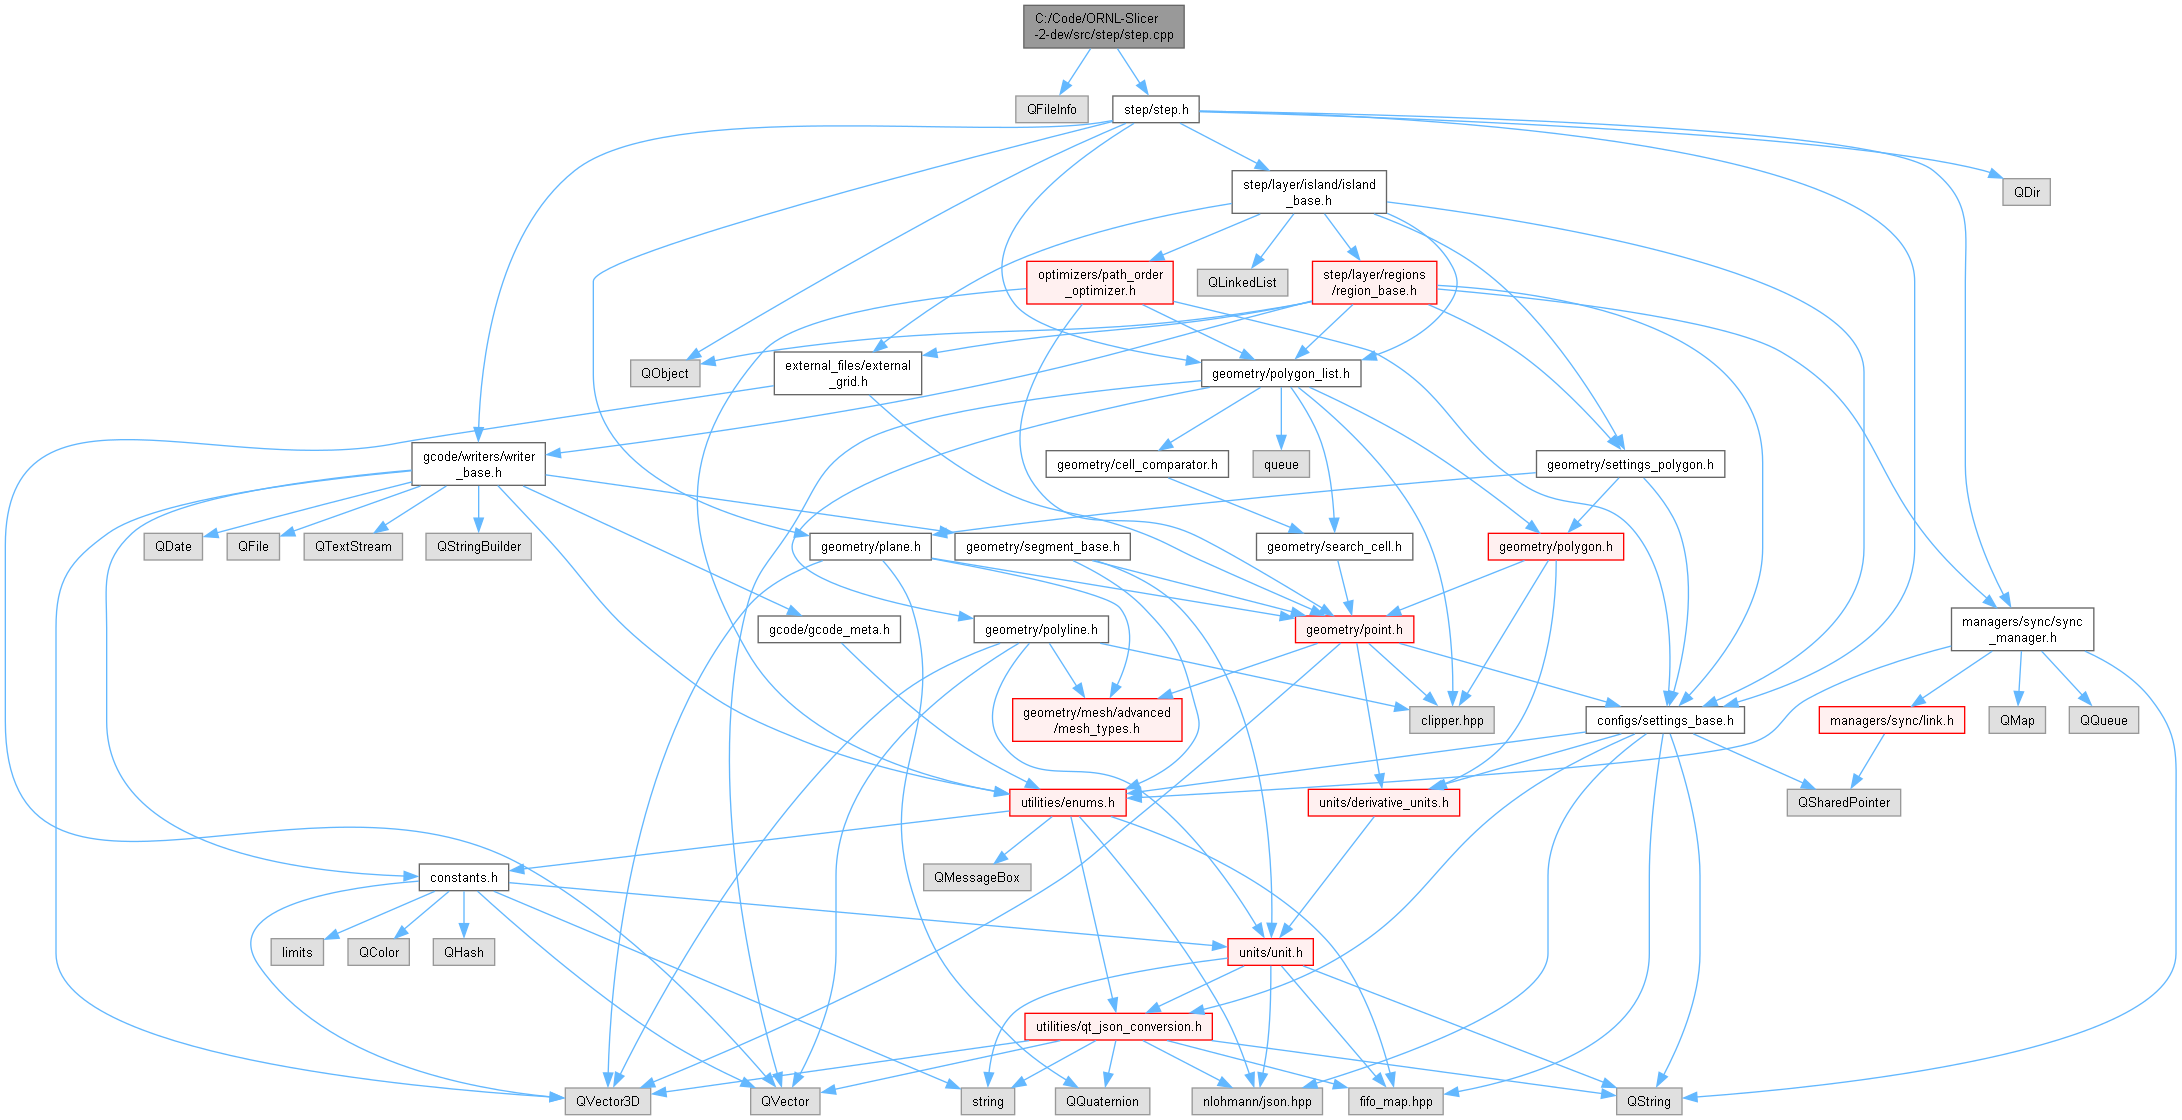 C:/Code/ORNL-Slicer
-2-dev/src/step/step.cpp
QFileInfo
step/step.h
step/layer/island/island
_base.h
QDir
optimizers/path_order
_optimizer.h
QLinkedList
step/layer/regions
/region_base.h
QObject
external_files/external
_grid.h
geometry/polygon_list.h
gcode/writers/writer
_base.h
geometry/cell_comparator.h
queue
geometry/settings_polygon.h
QDate
QFile
QTextStream
QStringBuilder
geometry/plane.h
geometry/segment_base.h
geometry/search_cell.h
geometry/polygon.h
gcode/gcode_meta.h
geometry/polyline.h
geometry/point.h
managers/sync/sync
_manager.h
geometry/mesh/advanced
/mesh_types.h
clipper.hpp
configs/settings_base.h
managers/sync/link.h
QMap
QQueue
utilities/enums.h
units/derivative_units.h
QSharedPointer
constants.h
QMessageBox
limits
QColor
QHash
units/unit.h
utilities/qt_json_conversion.h
QVector3D
QVector
string
QQuaternion
nlohmann/json.hpp
fifo_map.hpp
QString